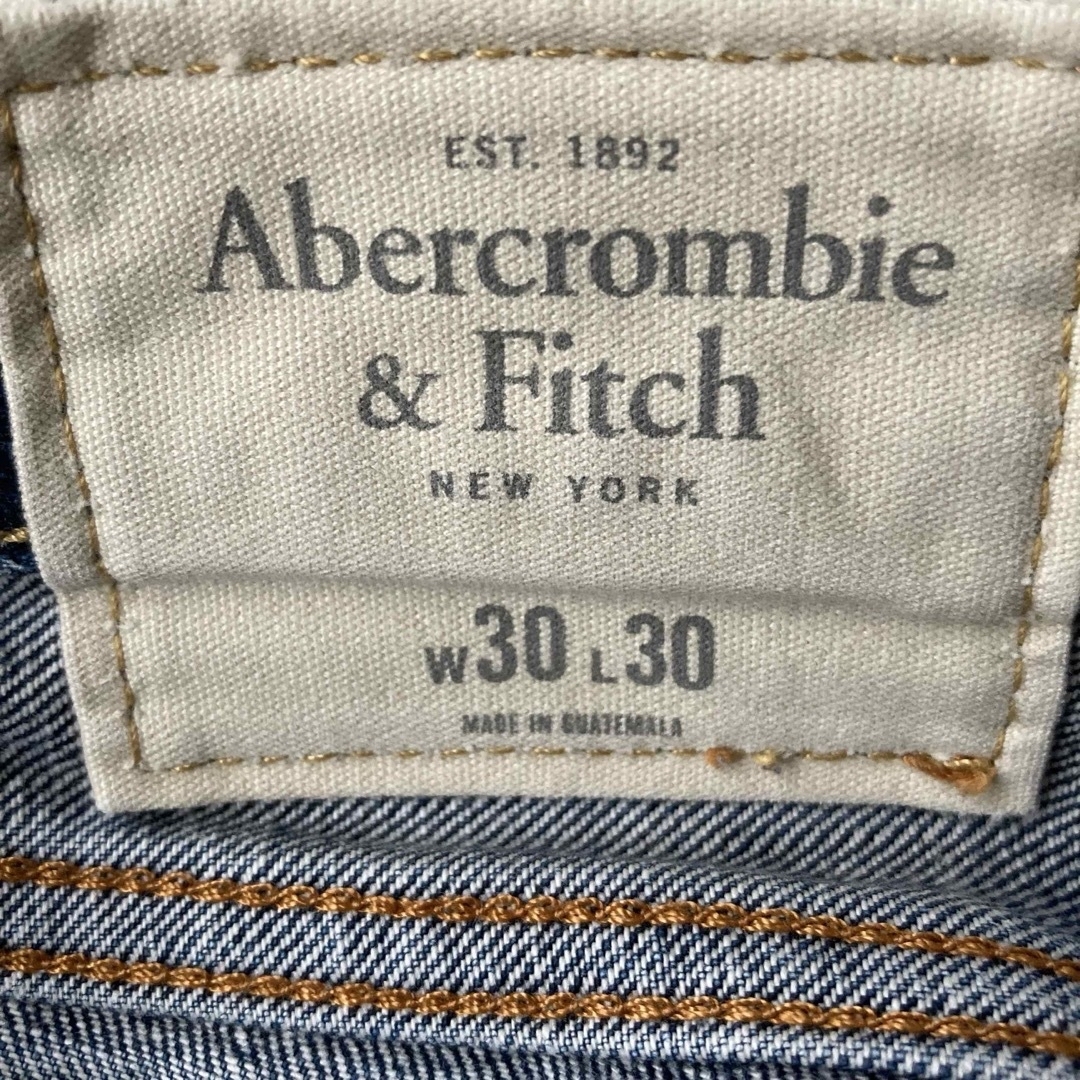 EST. 1892
Abercrombie
& Fitch
NEW YORK
W30 L30
MADE IN GUATEMALA